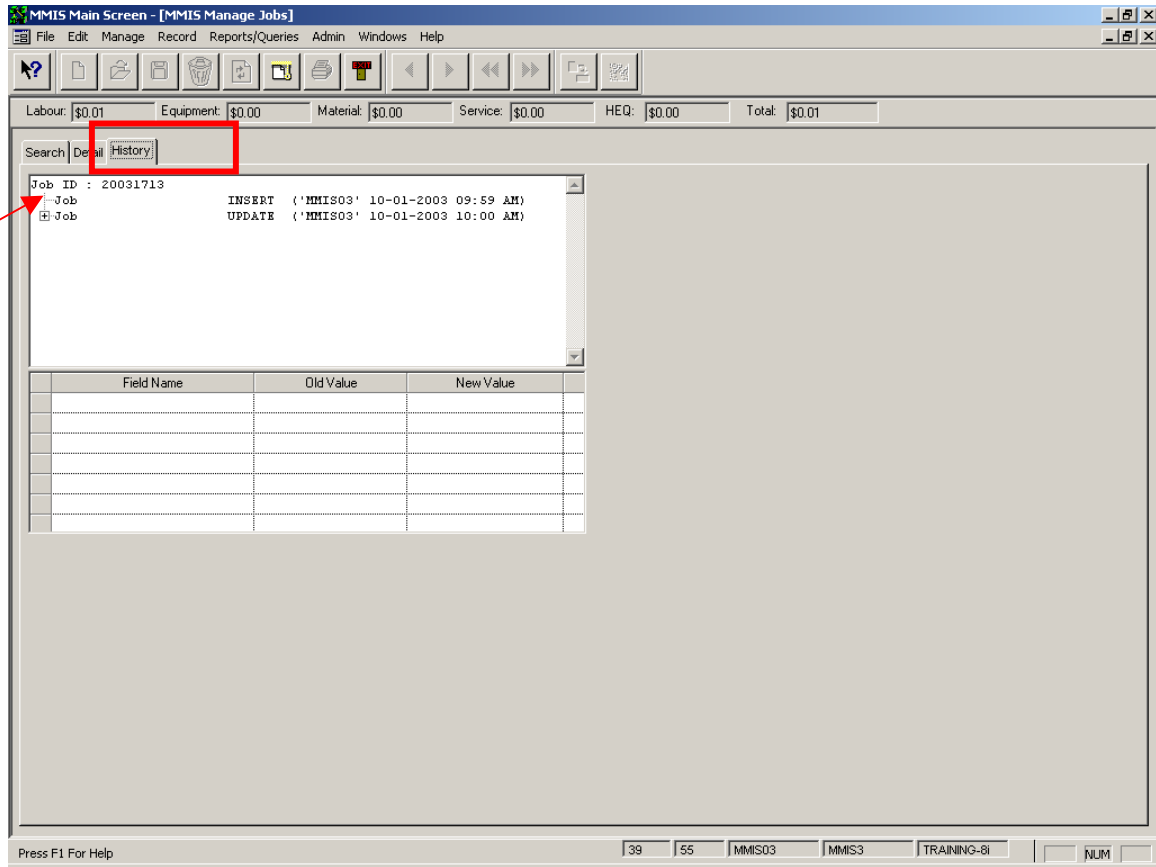 MMIS Main Screen - [MMIS Manage Jobs]
File Edit Manage Record Reports/Queries Admin Windows Help
EXIT
Labour: $0.01 Equipment: $0.00 Material: $0.00 Service: $0.00 HEQ: $0.00 Total: $0.01
Search Detail History
Job ID : 20031713
Job INSERT ('MMIS03' 10-01-2003 09:59 AM)
Job UPDATE ('MMIS03' 10-01-2003 10:00 AM)
Field Name Old Value New Value
Press F1 For Help 39 55 MMIS03 MMIS3 TRAINING-8i NUM